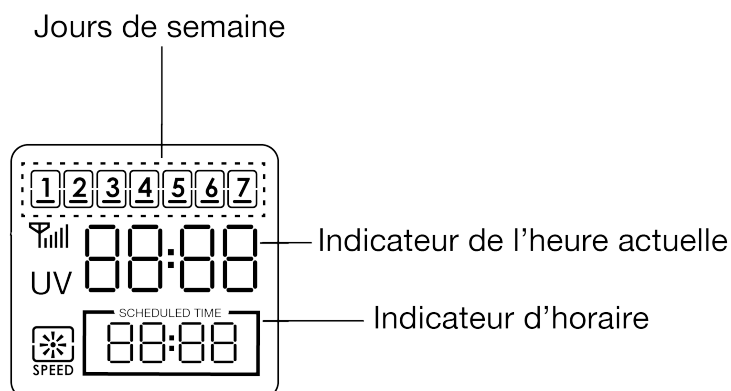 Jours de semaine
1 2 3 4 5 6 7
88:88
Indicateur de l'heure actuelle
UV
SCHEDULED TIME
88:88
Indicateur d'horaire
SPEED